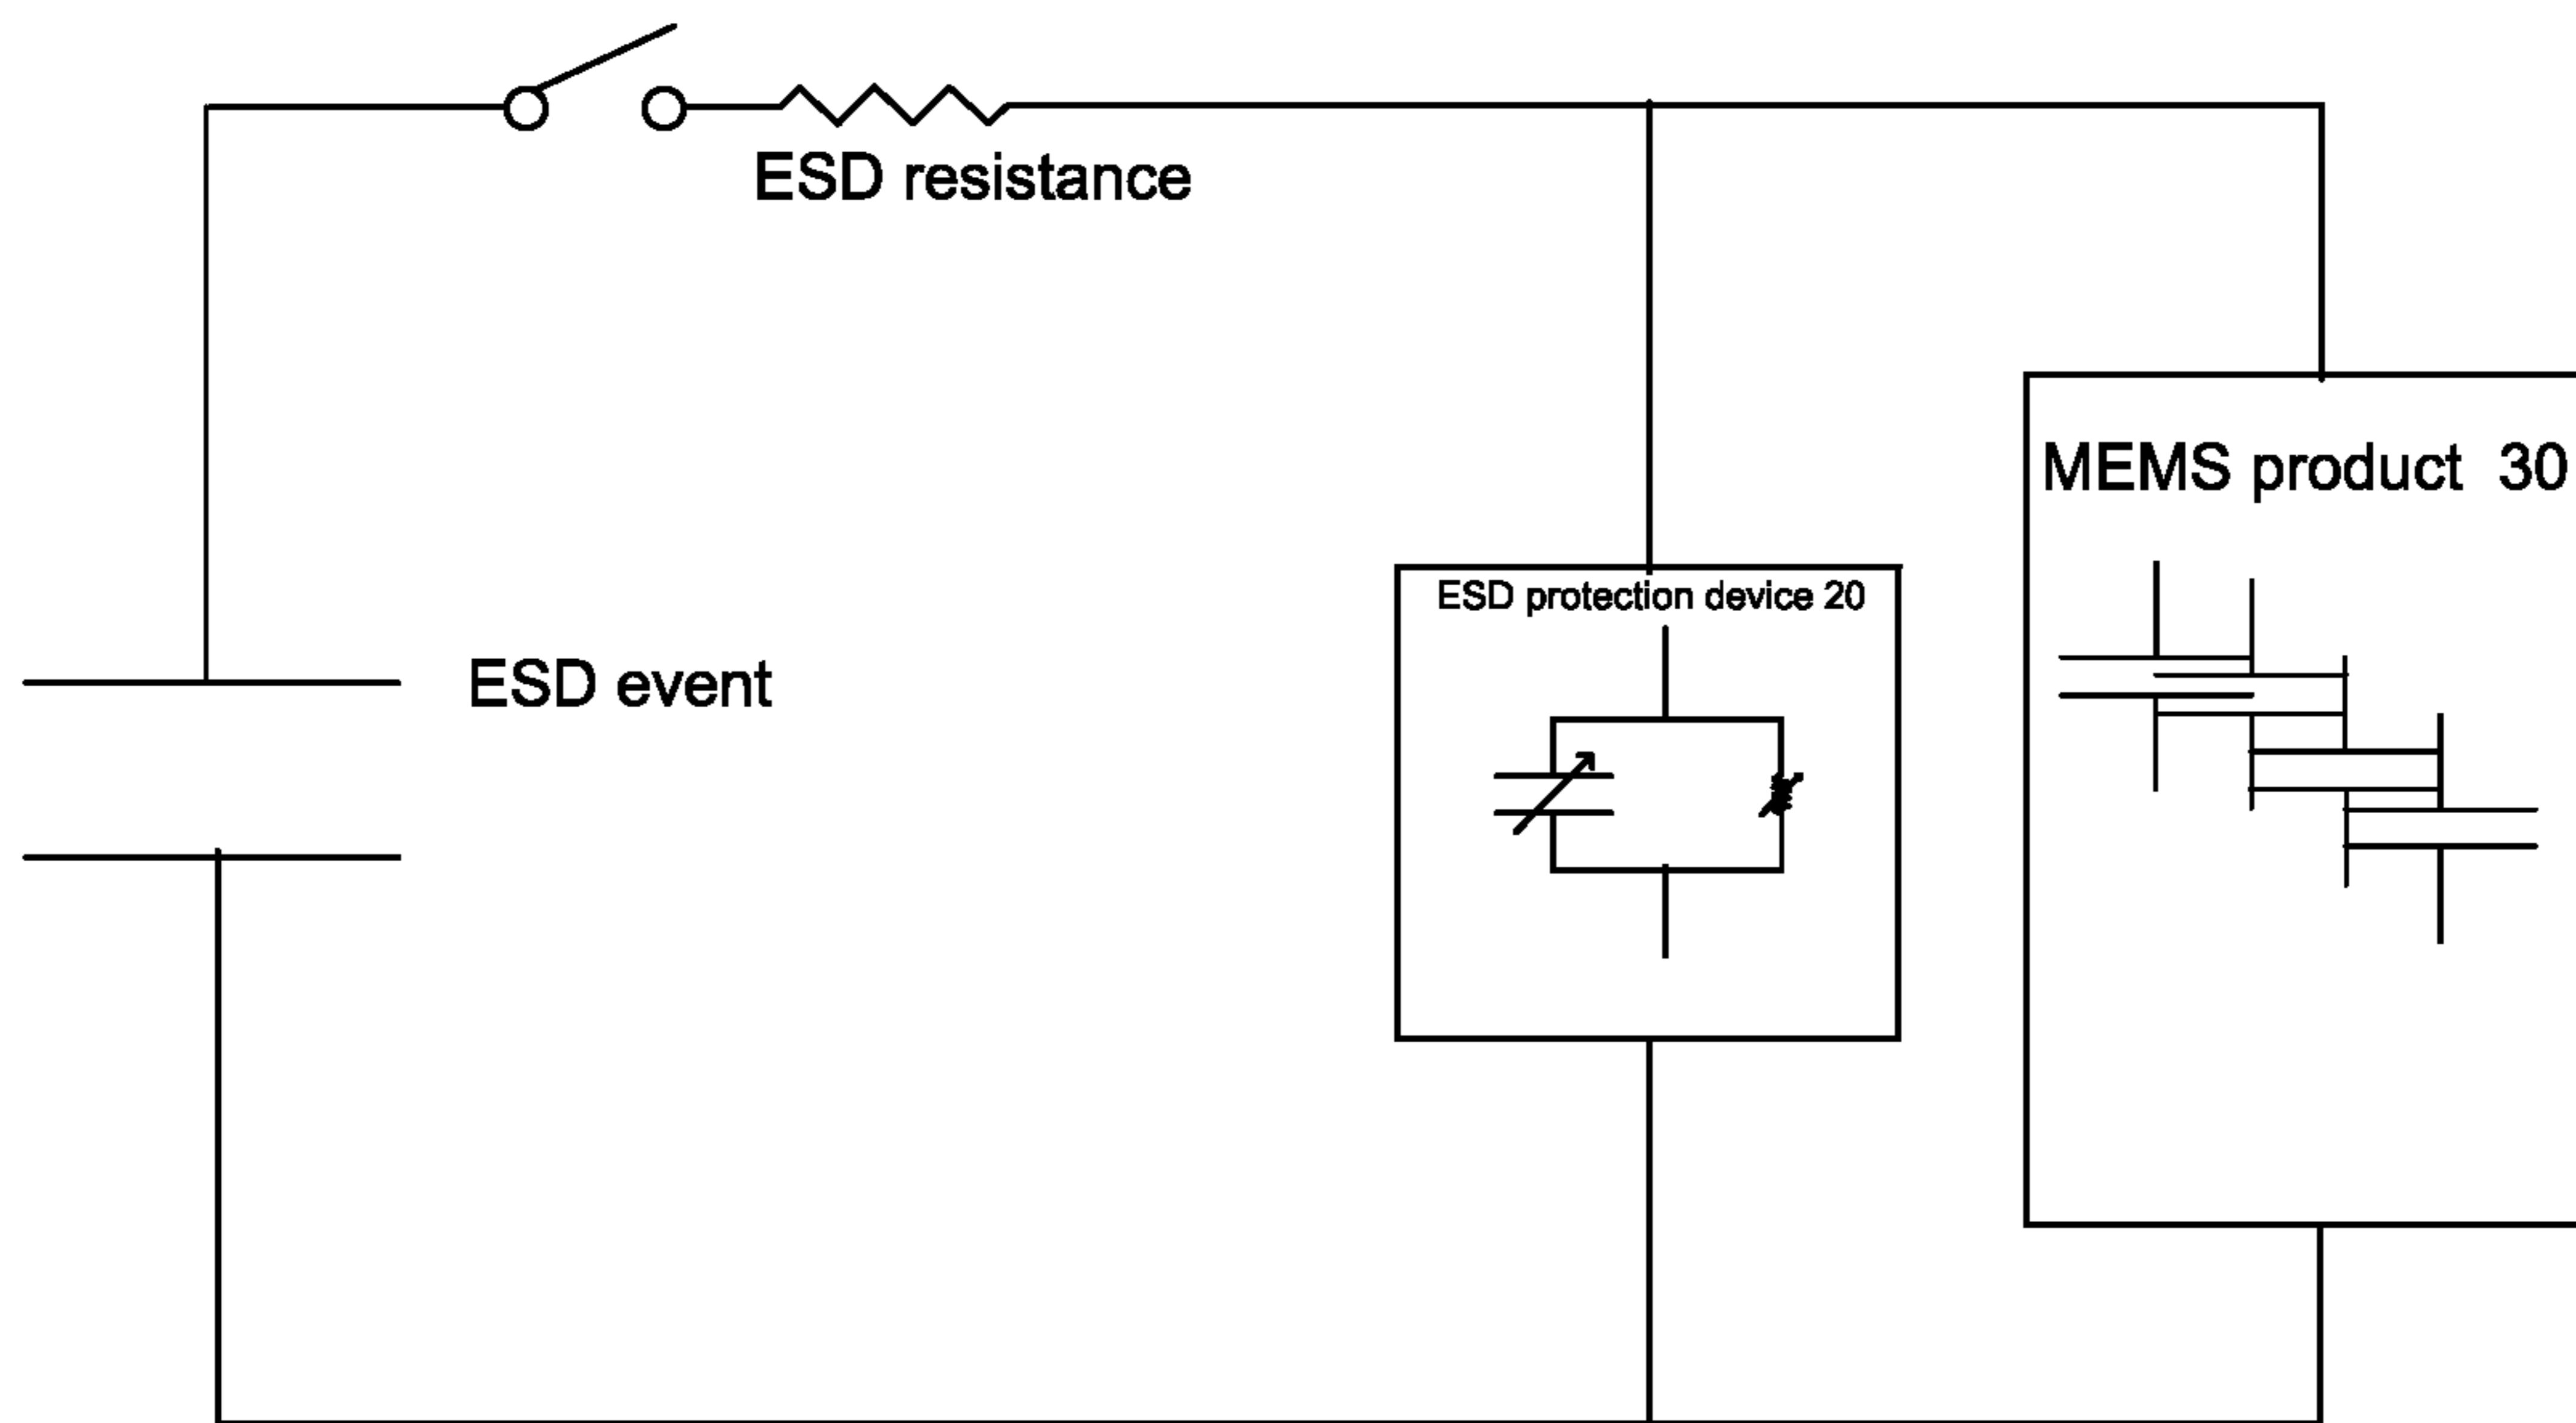 ESD resistance
MEMS product 30
ESD protection device 20
ESD event